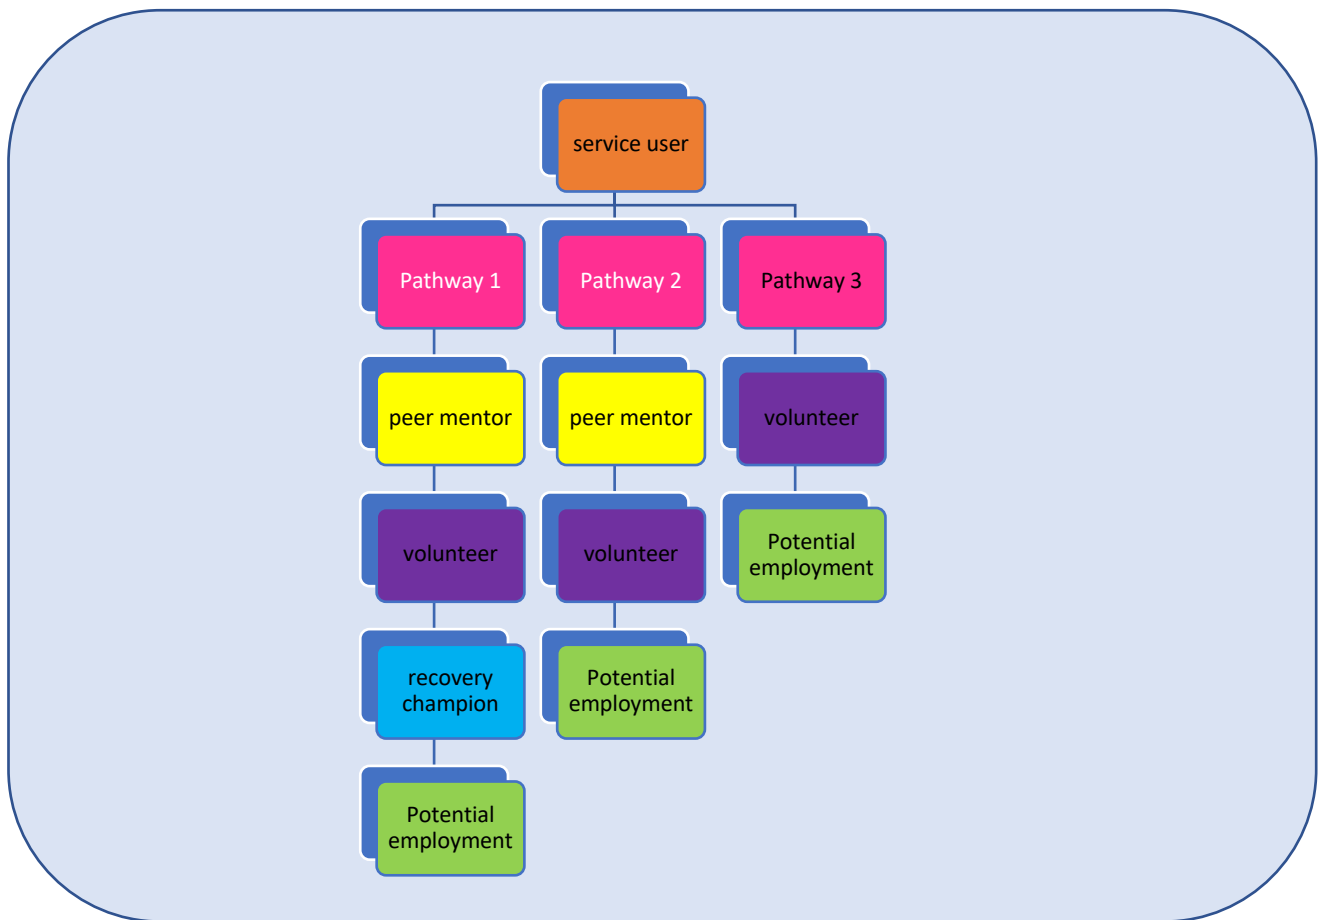 service user
Pathway 1
Pathway 2
Pathway 3
peer mentor
peer mentor
volunteer
volunteer
volunteer
Potential
employment
recovery
champion
Potential
employment
Potential
employment